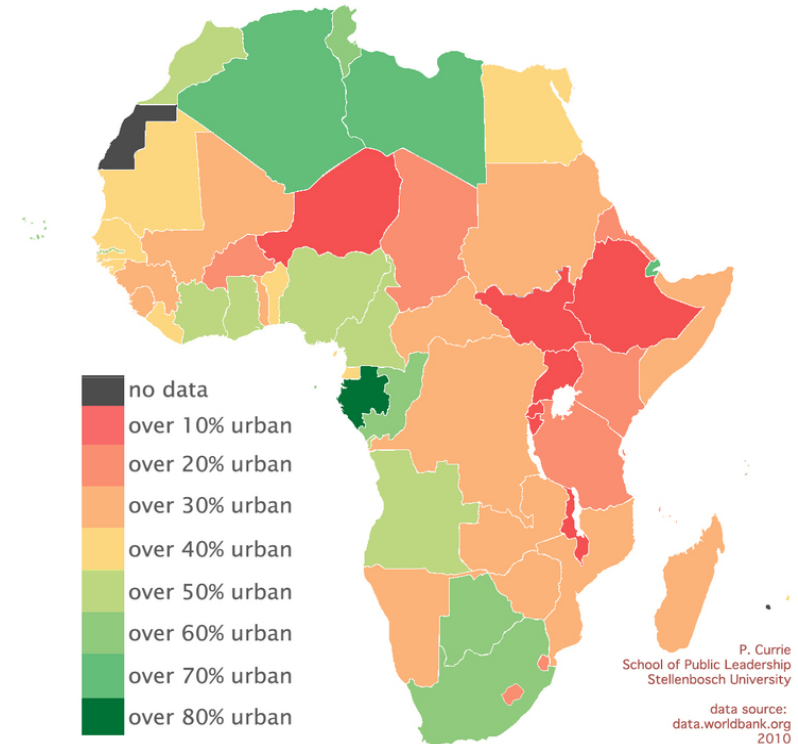 no data
over 10% urban
over 20% urban
over 30% urban
over 40% urban
over 50% urban
over 60% urban
over 70% urban
over 80% urban
P. Currie
School of Public Leadership
Stellenbosch University
data source:
data.worldbank.org
2010